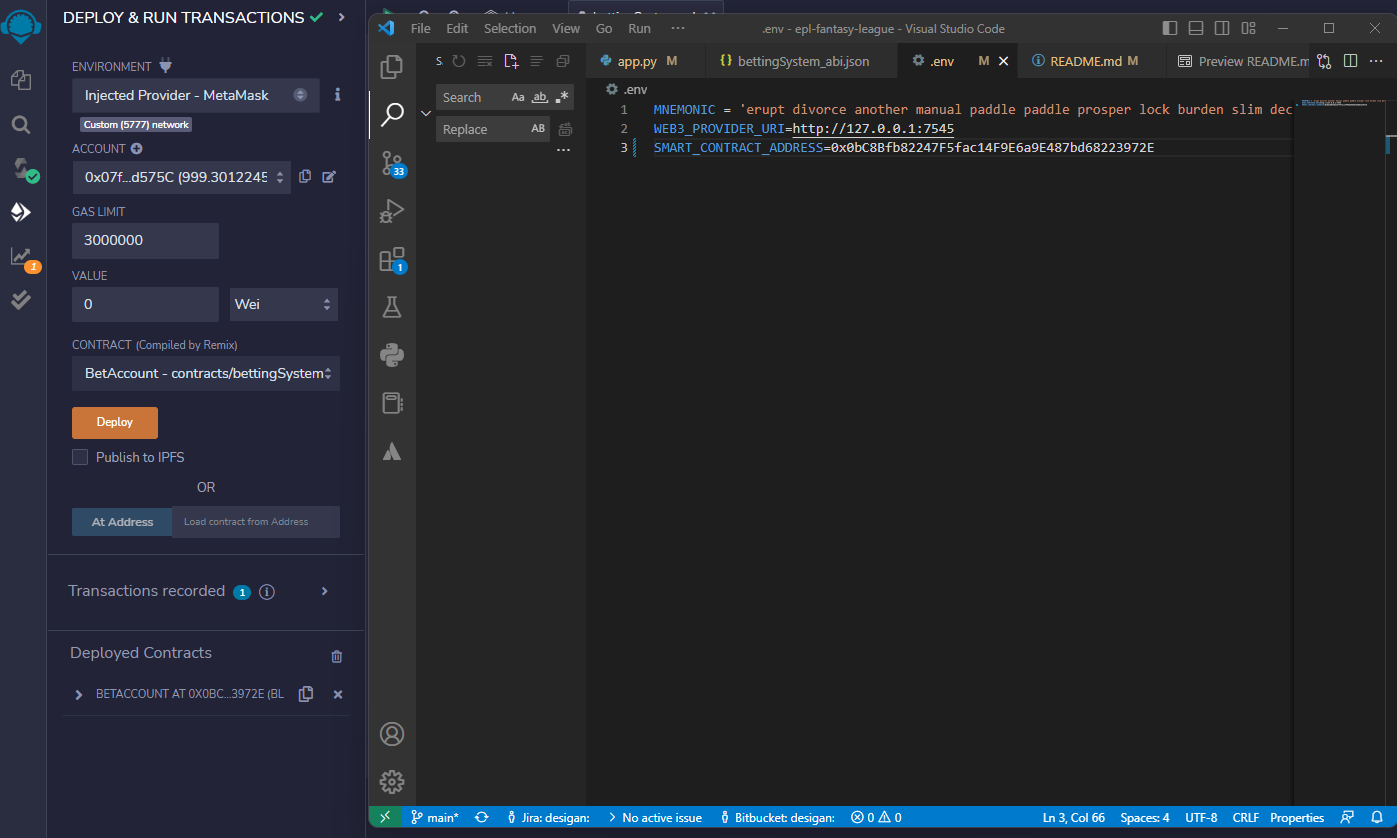 DEPLOY & RUN TRANSACTIONS
ENVIRONMENT
Injected Provider - MetaMask
Custom (5777) network
ACCOUNT
0x07f...d575C (999.3012245
GAS LIMIT
3000000
VALUE
0
Wei
CONTRACT (Compiled by Remix)
BetAccount - contracts/bettingSystem
Deploy
Publish to IPFS
OR
At Address
Load contract from Address
Transactions recorded 1
Deployed Contracts
BETACCOUNT AT 0X0BC...3972E (BL
1
File Edit Selection View Go Run ···
.env - epl-fantasy-league - Visual Studio Code
33
1
S.
Search
Aa ab .*
Replace
AB
···
app.py M
bettingSystem_abi.json
.env M
README.md M
Preview README.m
···
.env
1 MNEMONIC = 'erupt divorce another manual paddle paddle prosper lock burden slim dec
2 WEB3_PROVIDER_URI=http://127.0.0.1:7545
3 SMART_CONTRACT_ADDRESS=0x0bC8Bfb82247F5fac14F9E6a9E487bd68223972E
main*
Jira: desigan:
No active issue
Bitbucket: desigan:
0 0
Ln 3, Col 66
Spaces: 4
UTF-8
CRLF
Properties